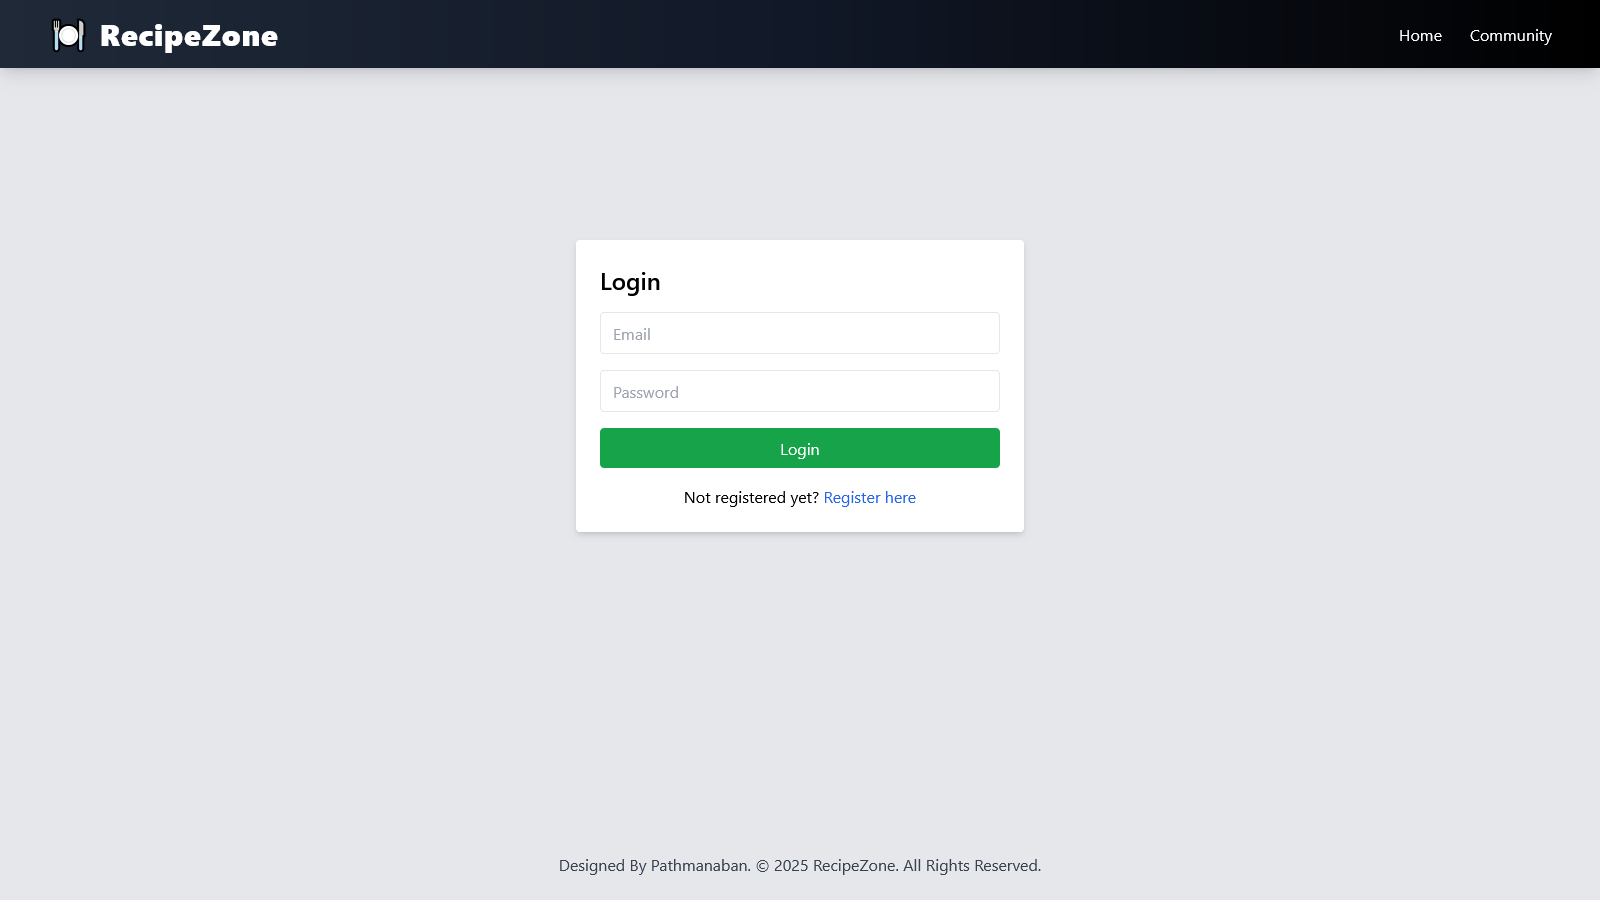 RecipeZone
Home
Community
Login
Email
Password
Login
Not registered yet? Register here
Designed By Pathmanaban. © 2025 RecipeZone. All Rights Reserved.